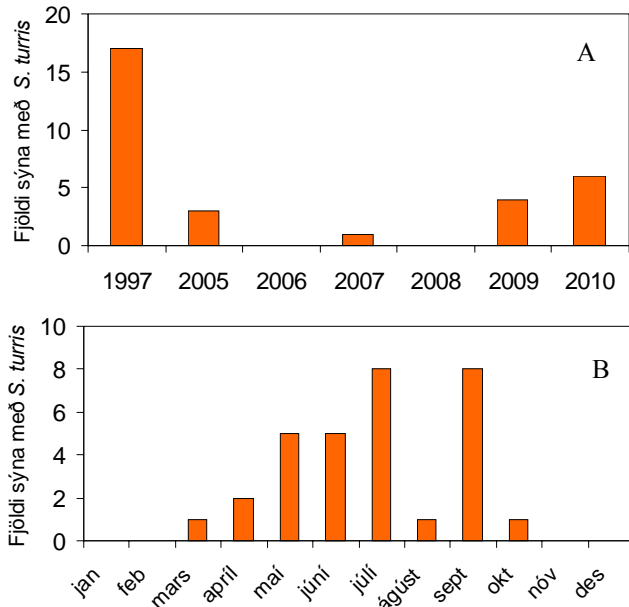 A
Fjöldi sýna með S. turris
20
15
10
5
0
1997 2005 2006 2007 2008 2009 2010
B
Fjöldi sýna með S. turris
10
8
6
4
2
0
jan feb mars apríl maí júní júlí ágúst sept okt nóv des